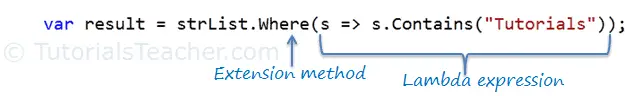 var result = strList.Where(s => s.Contains("Tutorials"));
© TutorialsTeacher.com
Extension method
Lambda expression